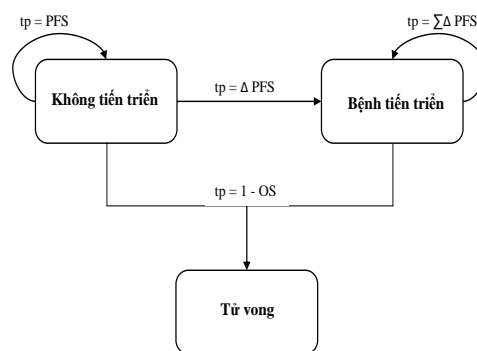 tp = PFS
tp = ∑Δ PFS
Không tiến triển
tp = Δ PFS
Bệnh tiến triển
tp = 1 - OS
Tử vong